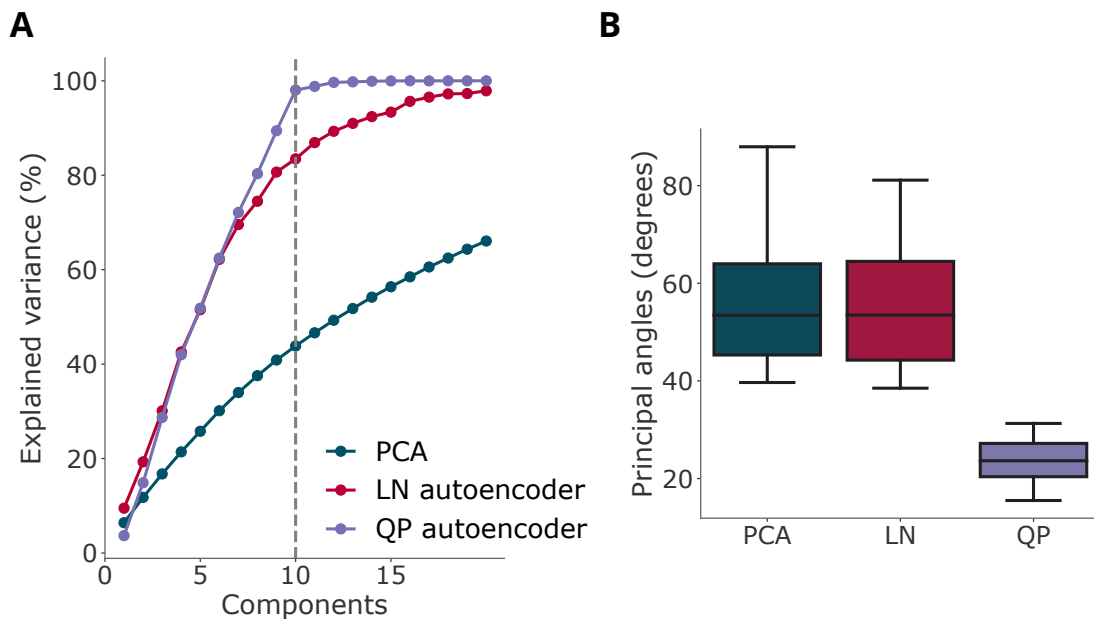 A
Explained variance (%)
100
80
60
40
20
0
0 5 10 15
Components
PCA
LN autoencoder
QP autoencoder
B
Principal angles (degrees)
80
60
40
20
PCA LN QP